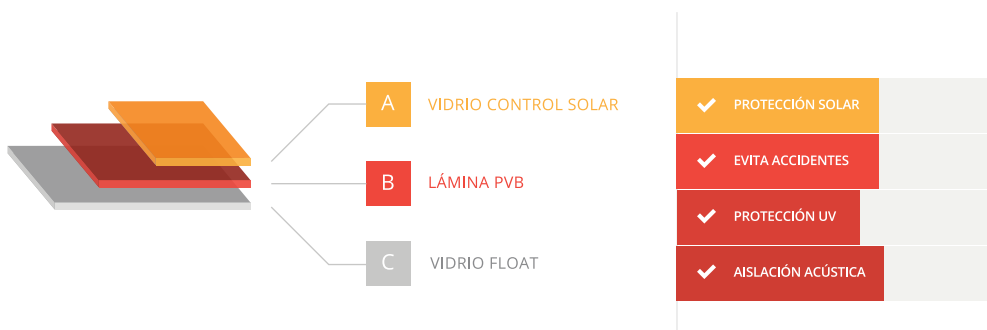 A
VIDRIO CONTROL SOLAR
B
LÁMINA PVB
C
VIDRIO FLOAT
PROTECCIÓN SOLAR
EVITA ACCIDENTES
PROTECCIÓN UV
AISLACIÓN ACÚSTICA